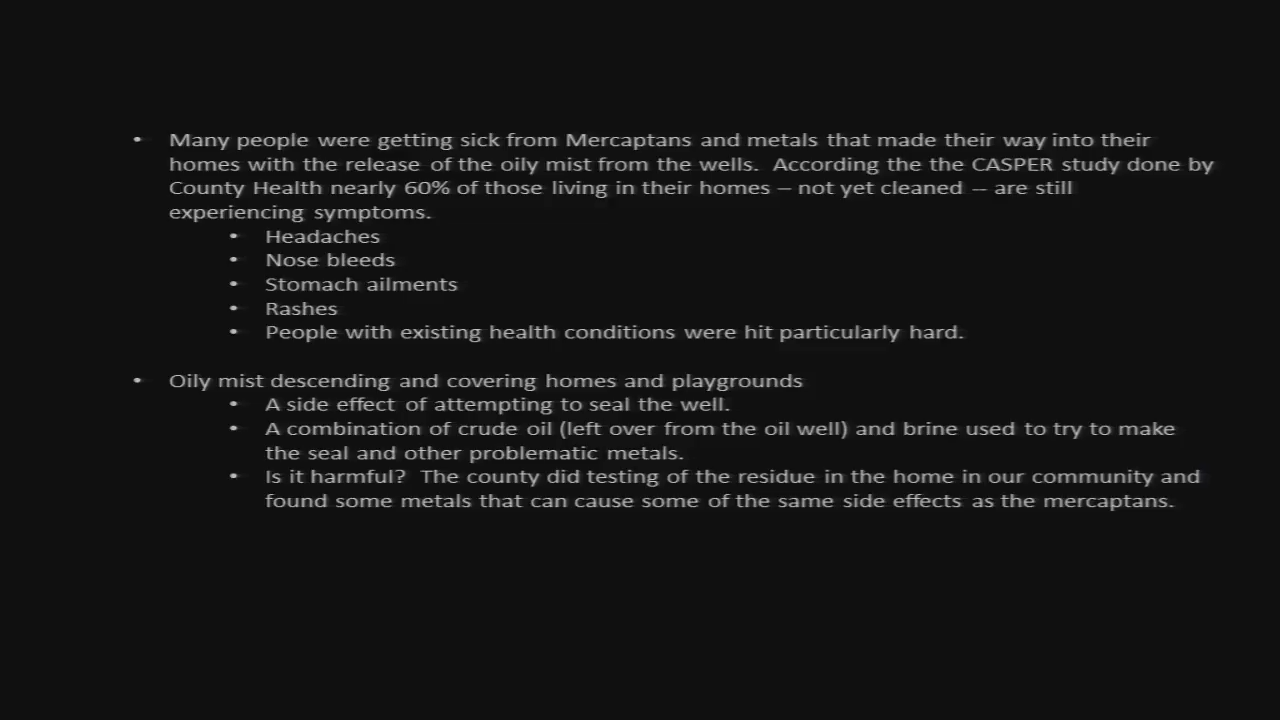 • Many people were getting sick from Mercaptans and metals that made their way into their
homes with the release of the oily mist from the wells.  According the the CASPER study done by
County Health nearly 60% of those living in their homes – not yet cleaned – are still
experiencing symptoms.
• Headaches
• Nose bleeds
• Stomach ailments
• Rashes
• People with existing health conditions were hit particularly hard.
• Oily mist descending and covering homes and playgrounds
• A side effect of attempting to seal the well.
• A combination of crude oil (left over from the oil well) and brine used to try to make
the seal and other problematic metals.
• Is it harmful?  The county did testing of the residue in the home in our community and
found some metals that can cause some of the same side effects as the mercaptans.